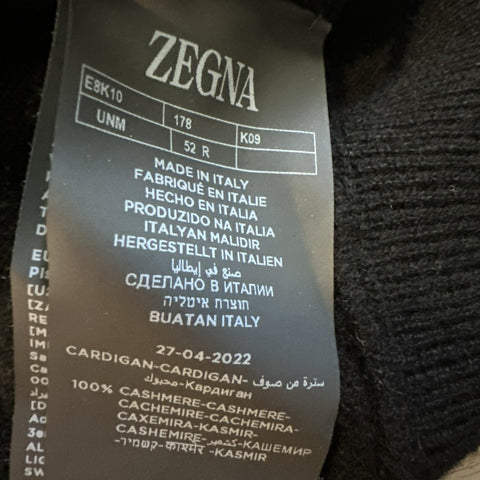 ZEGNA
E8K10 178 K09
UNM 52 R
MADE IN ITALY
FABRIQUÉ EN ITALIE
HECHO EN ITALIA
PRODUZIDO NA ITALIA
ITALYAN MALIDIR
HERGESTELLT IN ITALIEN
صنع في إيطاليا
СДЕЛАНО В ИТАЛИИ
תוצרת איטליה
BUATAN ITALY
27-04-2022
CARDIGAN-CARDIGAN- سترة من صوف
محبوك-Кардиган
100% CASHMERE-CASHMERE-
CACHEMIRE-CACHEMIRA-
CAXEMIRA-KASMIR-
CASHEMIRE-كشمير-КАШЕМИР
-קשמיר-कश्मीर-KASMIR